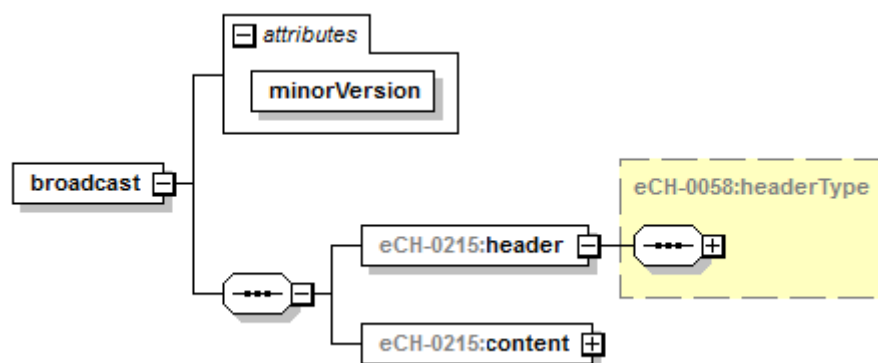 attributes
minorVersion
broadcast
eCH-0058:headerType
eCH-0215:header
eCH-0215:content